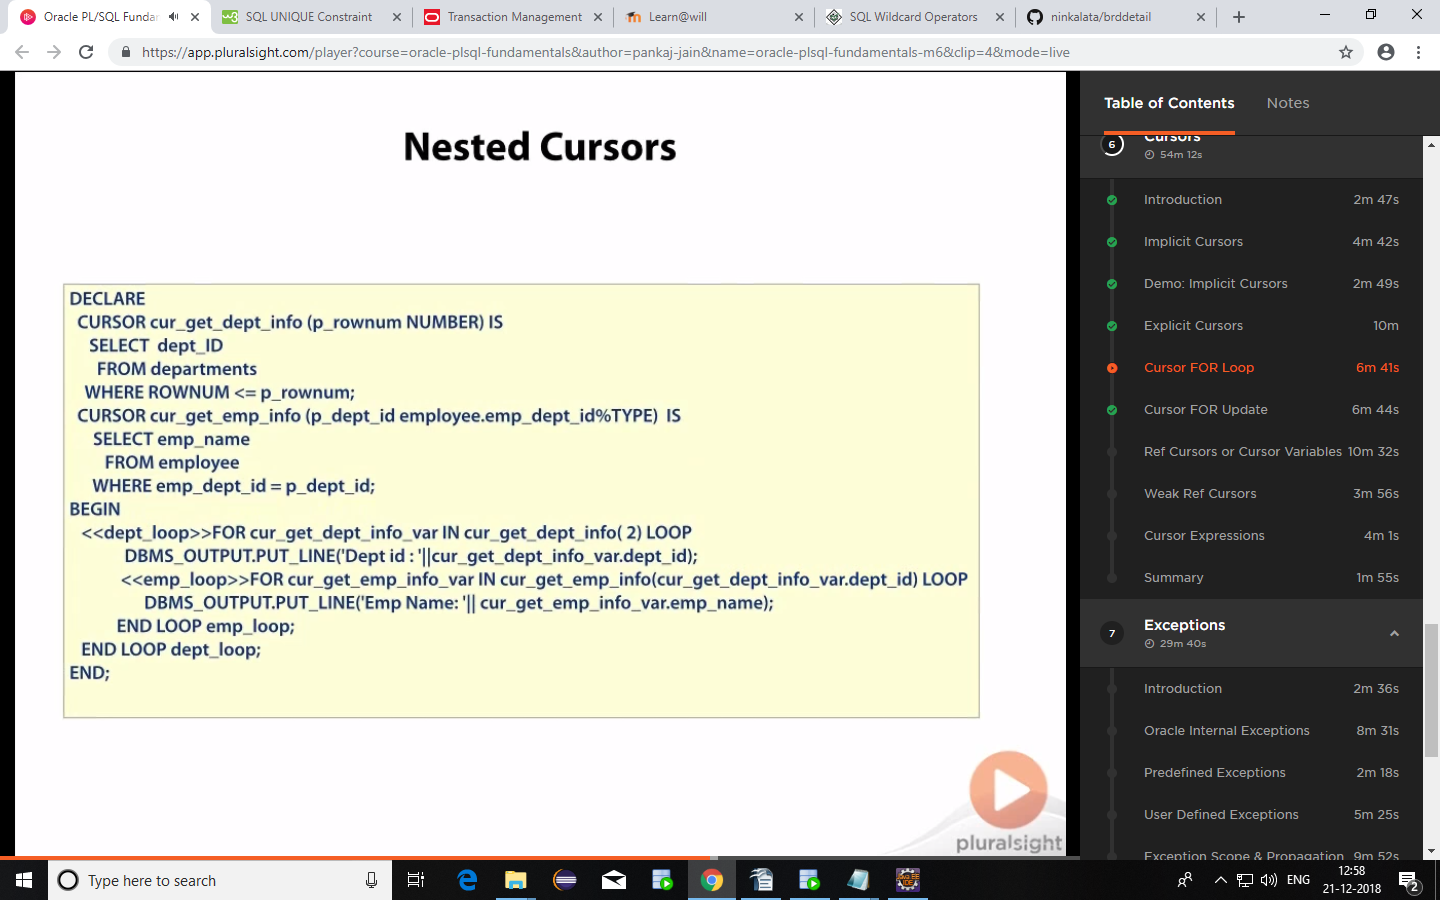 Oracle PL/SQL Fundar
SQL UNIQUE Constraint
Transaction Management
Learn@will
SQL Wildcard Operators
ninkalata/brddetail
https://app.pluralsight.com/player?course=oracle-plsql-fundamentals&author=pankaj-jain&name=oracle-plsql-fundamentals-m6&clip=4&mode=live
Nested Cursors
DECLARE
CURSOR cur_get_dept_info (p_rownum NUMBER) IS
SELECT dept_ID
FROM departments
WHERE ROWNUM <= p_rownum;
CURSOR cur_get_emp_info (p_dept_id employee.emp_dept_id%TYPE) IS
SELECT emp_name
FROM employee
WHERE emp_dept_id = p_dept_id;
BEGIN
<<dept_loop>>FOR cur_get_dept_info_var IN cur_get_dept_info( 2) LOOP
DBMS_OUTPUT.PUT_LINE('Dept id : '||cur_get_dept_info_var.dept_id);
<<emp_loop>>FOR cur_get_emp_info_var IN cur_get_emp_info(cur_get_dept_info_var.dept_id) LOOP
DBMS_OUTPUT.PUT_LINE('Emp Name: '|| cur_get_emp_info_var.emp_name);
END LOOP emp_loop;
END LOOP dept_loop;
END;
pluralsight
Table of Contents
Notes
6
Cursors
54m 12s
Introduction 2m 47s
Implicit Cursors 4m 42s
Demo: Implicit Cursors 2m 49s
Explicit Cursors 10m
Cursor FOR Loop 6m 41s
Cursor FOR Update 6m 44s
Ref Cursors or Cursor Variables 10m 32s
Weak Ref Cursors 3m 56s
Cursor Expressions 4m 1s
Summary 1m 55s
7
Exceptions
29m 40s
Introduction 2m 36s
Oracle Internal Exceptions 8m 31s
Predefined Exceptions 2m 18s
User Defined Exceptions 5m 25s
Exception Scope & Propagation 9m 52s
Type here to search
ENG
12:58
21-12-2018
2